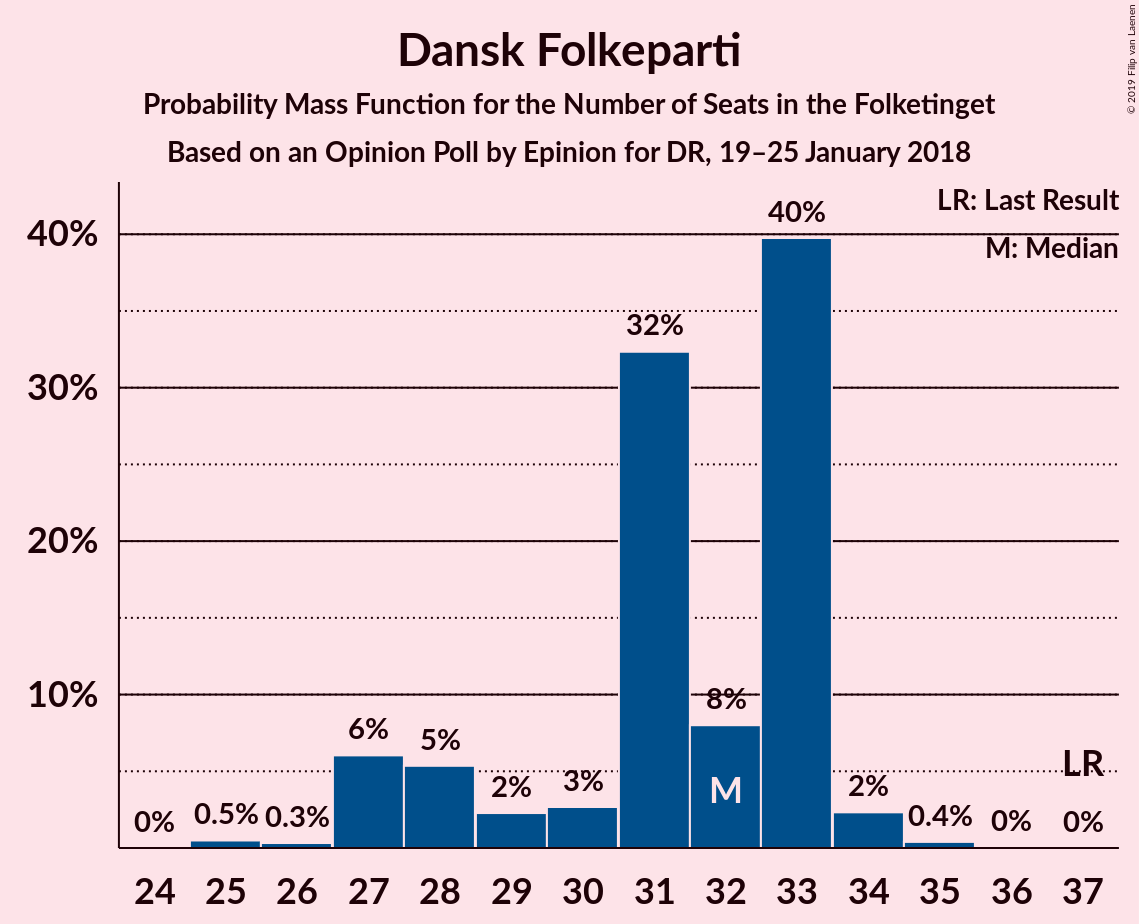 Dansk Folkeparti
Probability Mass Function for the Number of Seats in the Folketinget
Based on an Opinion Poll by Epinion for DR, 19–25 January 2018
© 2019 Filip van Laenen
LR: Last Result
M: Median
40%
30%
20%
10%
0%
0.5%
0.3%
6%
5%
2%
3%
32%
8%
40%
2%
0.4%
0%
0%
M
LR
24 25 26 27 28 29 30 31 32 33 34 35 36 37